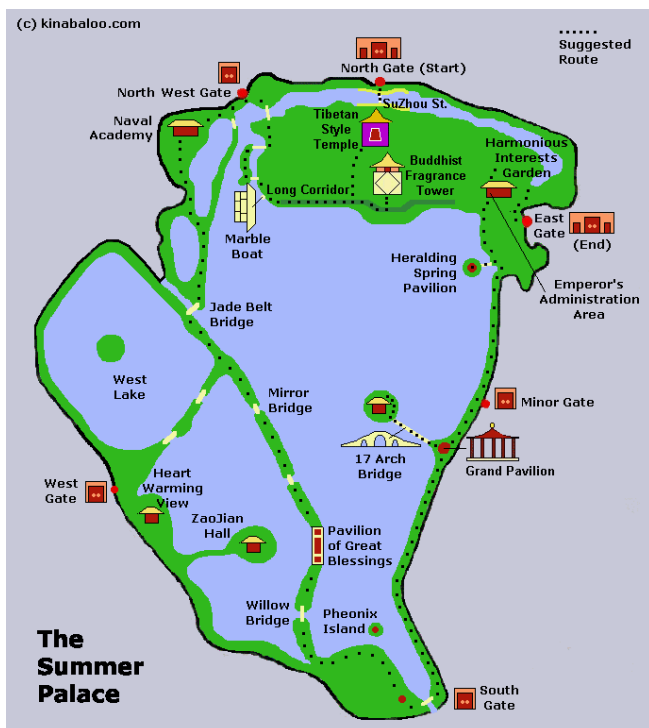 (c) kinabaloo.com
Suggested
Route
North Gate (Start)
North West Gate
SuZhou St.
Naval
Academy
Tibetan
Style
Temple
Harmonious
Interests
Garden
Buddhist
Fragrance
Tower
Long Corridor
East
Gate
(End)
Marble
Boat
Heralding
Spring
Pavilion
Emperor's
Administration
Area
Jade Belt
Bridge
West
Lake
Mirror
Bridge
Minor Gate
17 Arch
Bridge
Grand Pavilion
West
Gate
Heart
Warming
View
ZaoJian
Hall
Pavilion
of Great
Blessings
Willow
Bridge
Pheonix
Island
The
Summer
Palace
South
Gate